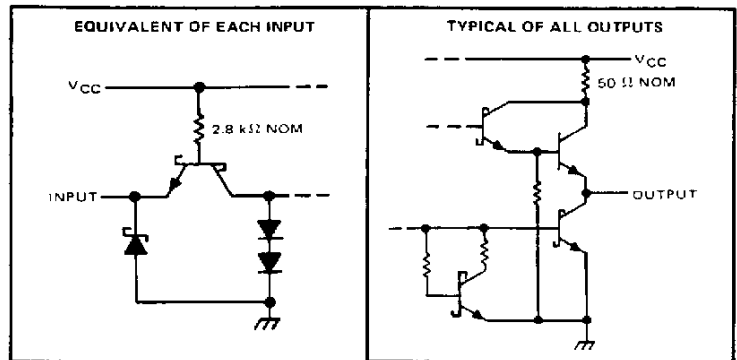 EQUIVALENT OF EACH INPUT
VCC
2.8 kΩ NOM
INPUT
TYPICAL OF ALL OUTPUTS
VCC
50 Ω NOM
OUTPUT